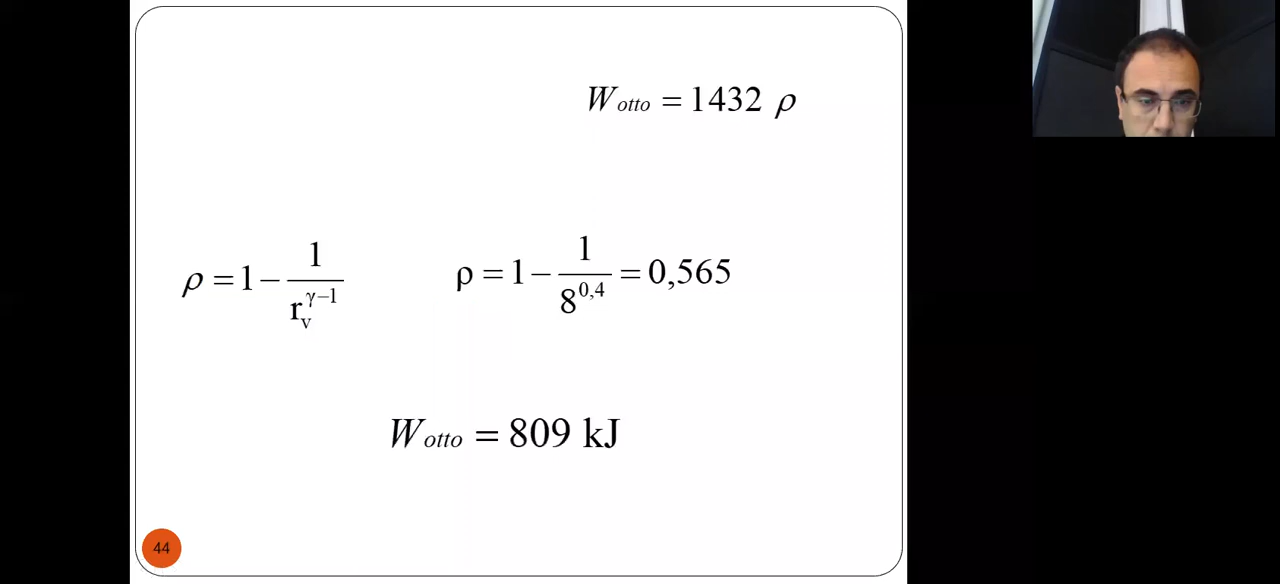 W_otto = 1432 ρ
ρ = 1 − 1/r_v^(γ−1)    ρ = 1 − 1/8^(0,4) = 0,565
W_otto = 809 kJ
44